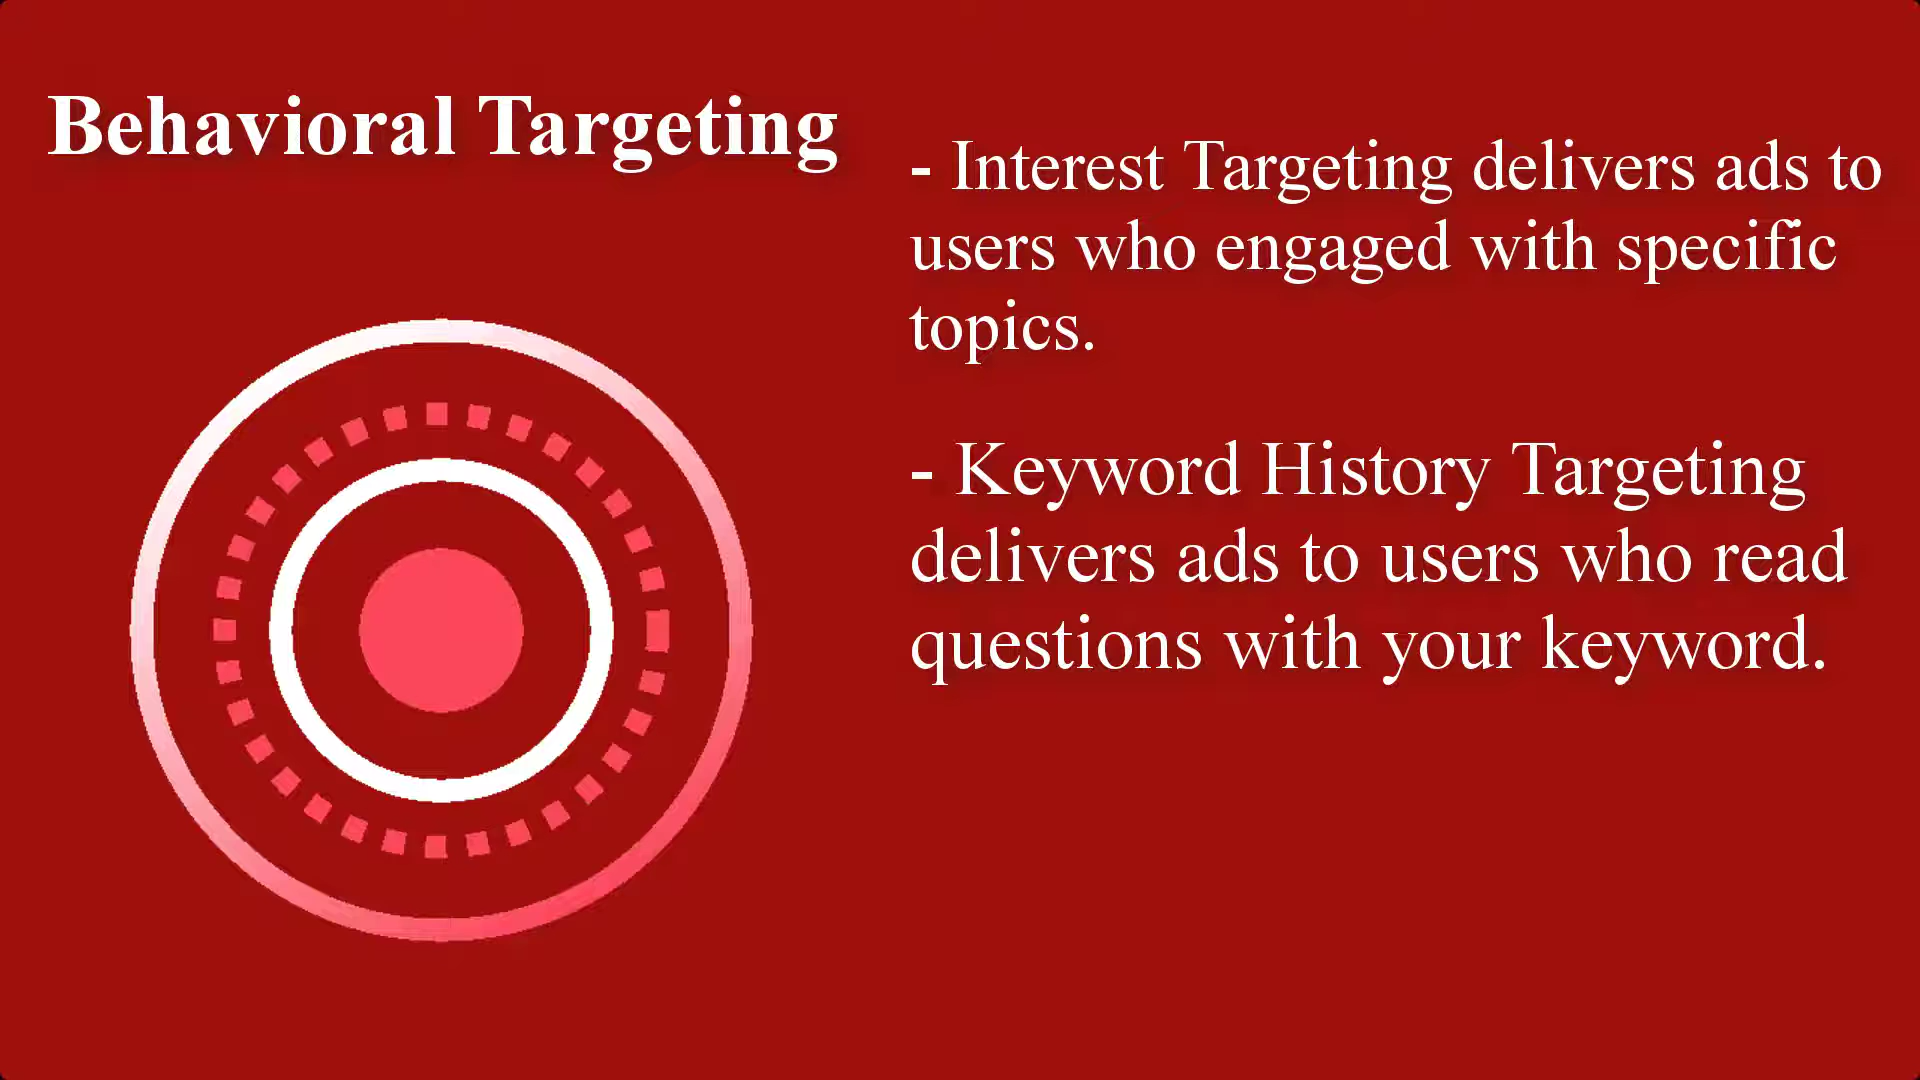 Behavioral Targeting
- Interest Targeting delivers ads to
users who engaged with specific
topics.
- Keyword History Targeting
delivers ads to users who read
questions with your keyword.